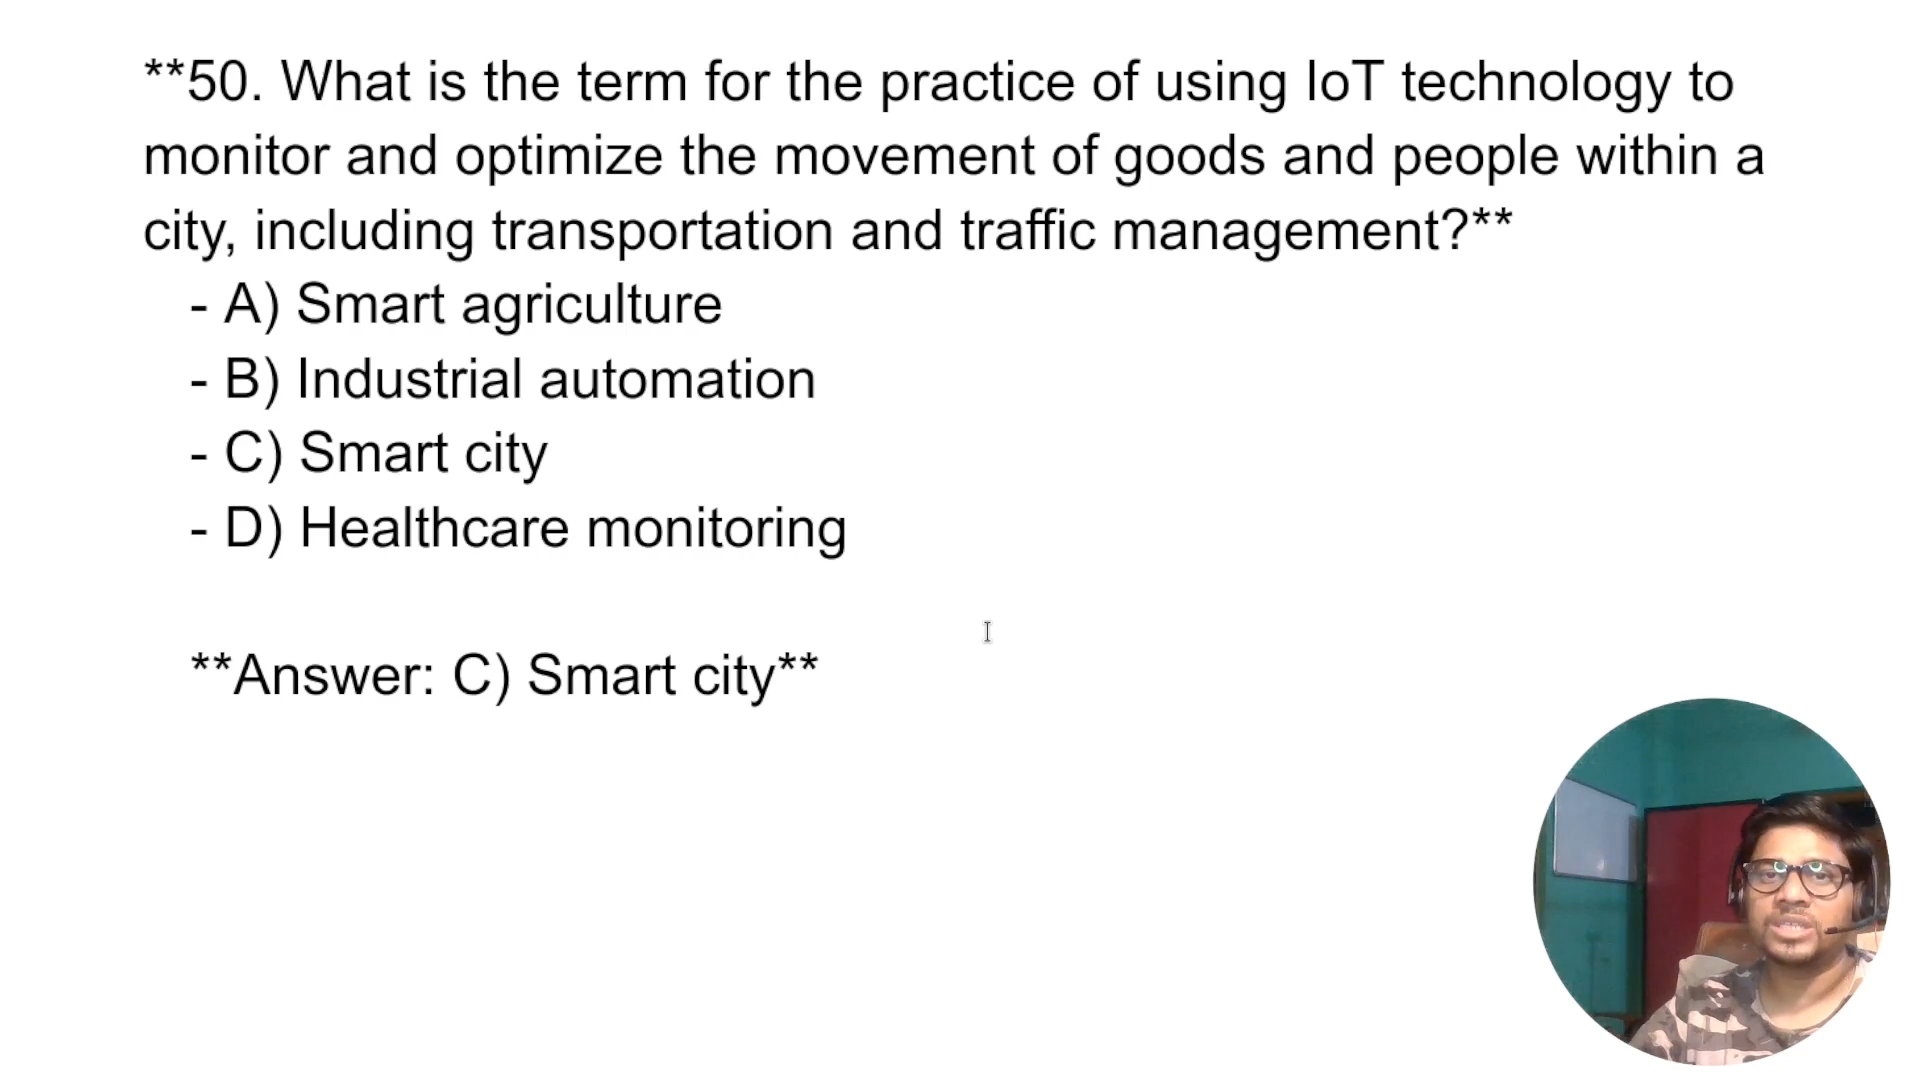 **50. What is the term for the practice of using IoT technology to
monitor and optimize the movement of goods and people within a
city, including transportation and traffic management?**
- A) Smart agriculture
- B) Industrial automation
- C) Smart city
- D) Healthcare monitoring
**Answer: C) Smart city**